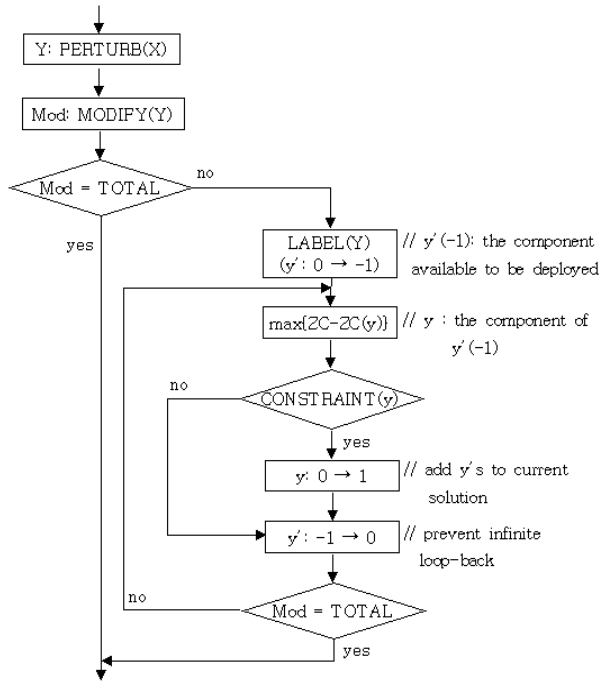 Y: PERTURB(X)
Mod: MODIFY(Y)
Mod = TOTAL
no
yes
LABEL(Y)
(y': 0 → -1)
// y'(-1): the component
available to be deployed
max{ZC-ZC(y)}
// y : the component of
y'(-1)
CONSTRAINT(y)
no
yes
y: 0 → 1
// add y's to current
solution
y': -1 → 0
// prevent infinite
loop-back
Mod = TOTAL
no
yes